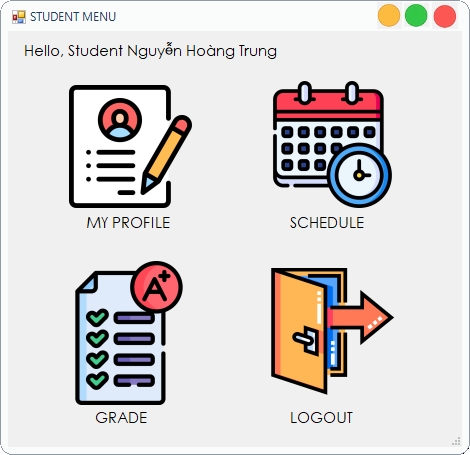 STUDENT MENU
Hello, Student Nguyễn Hoàng Trung
MY PROFILE
SCHEDULE
A+
GRADE
LOGOUT